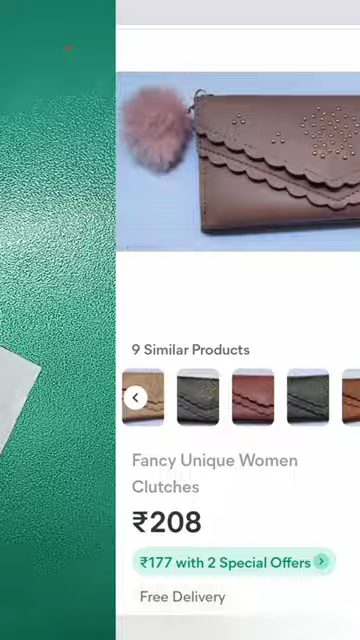 9 Similar Products
Fancy Unique Women
Clutches
₹208
₹177 with 2 Special Offers
Free Delivery